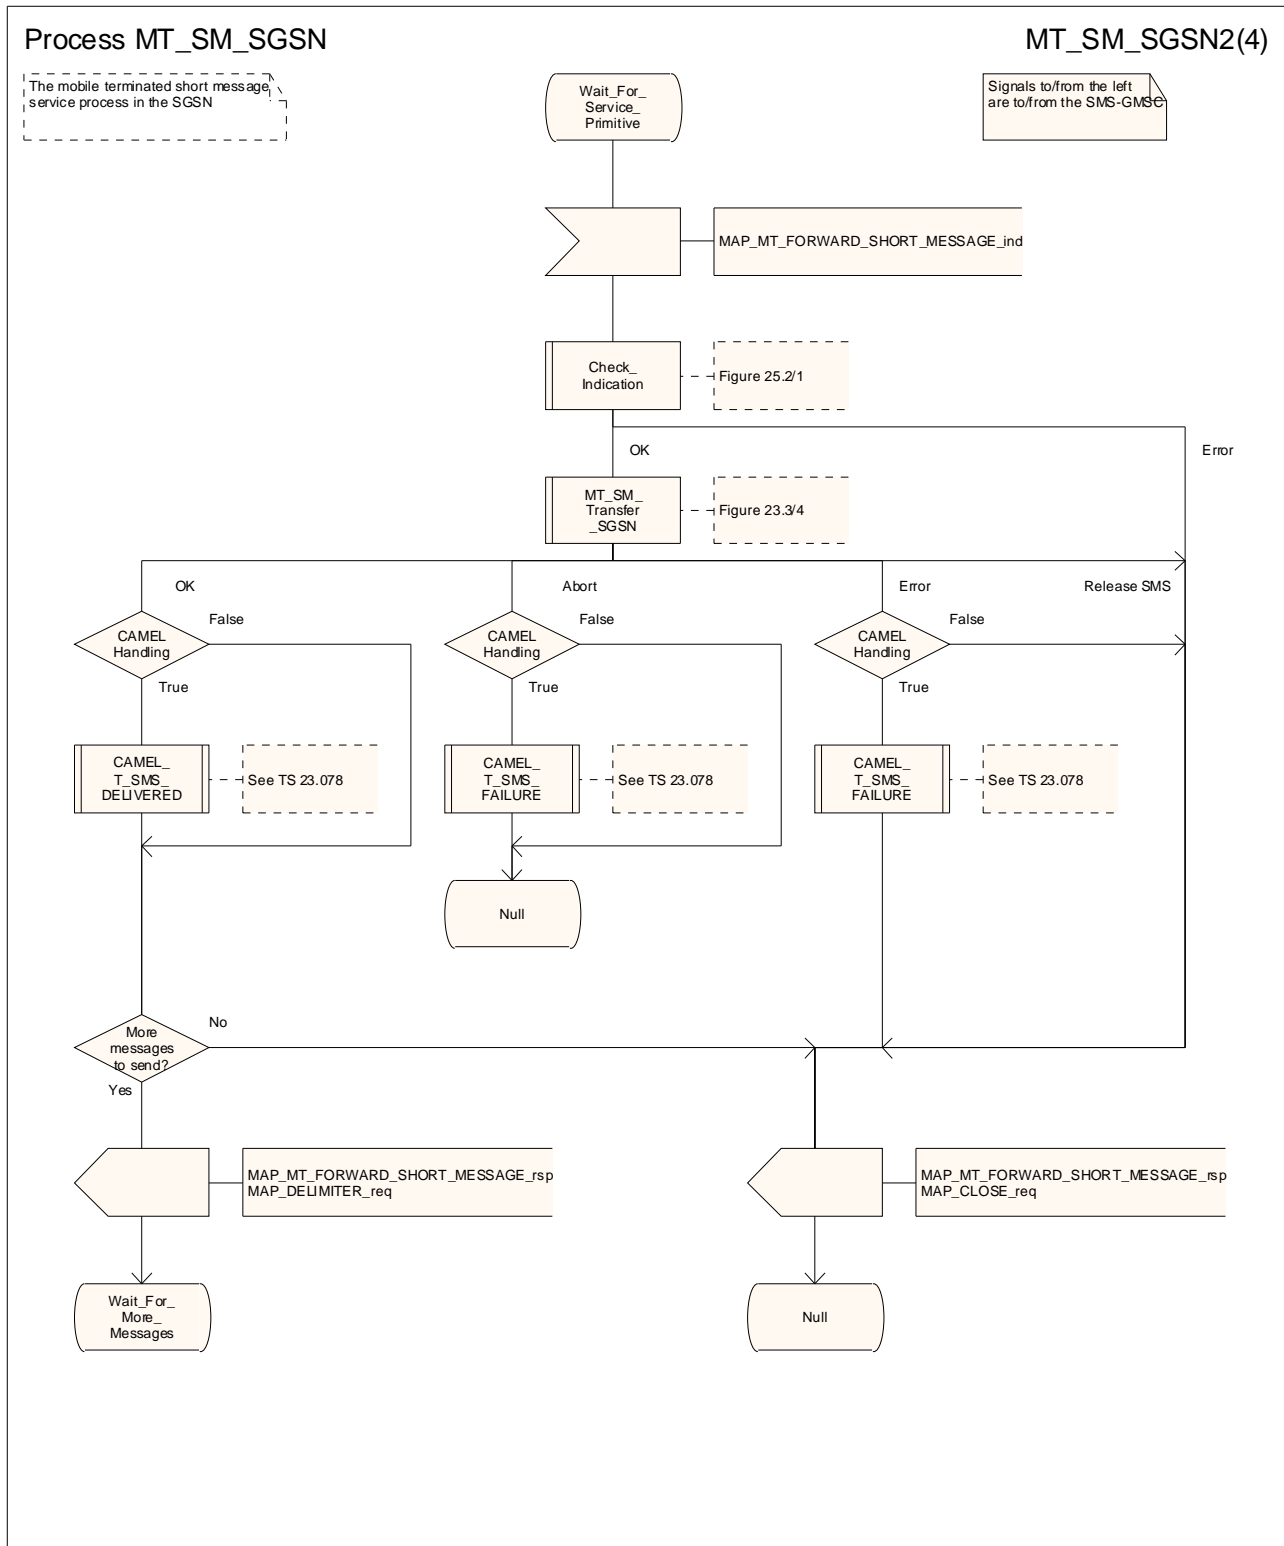 Process MT_SM_SGSN
MT_SM_SGSN2(4)
The mobile terminated short message
service process in the SGSN
Wait_For_
Service_
Primitive
Signals to/from the left
are to/from the SMS-GMSC
MAP_MT_FORWARD_SHORT_MESSAGE_ind
Check_
Indication
Figure 25.2/1
OK
Error
MT_SM_
Transfer
_SGSN
Figure 23.3/4
OK
Abort
Error
Release SMS
CAMEL
Handling
False
CAMEL
Handling
False
CAMEL
Handling
False
True
True
True
CAMEL_
T_SMS_
DELIVERED
See TS 23.078
CAMEL_
T_SMS_
FAILURE
See TS 23.078
CAMEL_
T_SMS_
FAILURE
See TS 23.078
Null
More
messages
to send?
No
Yes
MAP_MT_FORWARD_SHORT_MESSAGE_rsp
MAP_DELIMITER_req
MAP_MT_FORWARD_SHORT_MESSAGE_rsp
MAP_CLOSE_req
Wait_For_
More_
Messages
Null